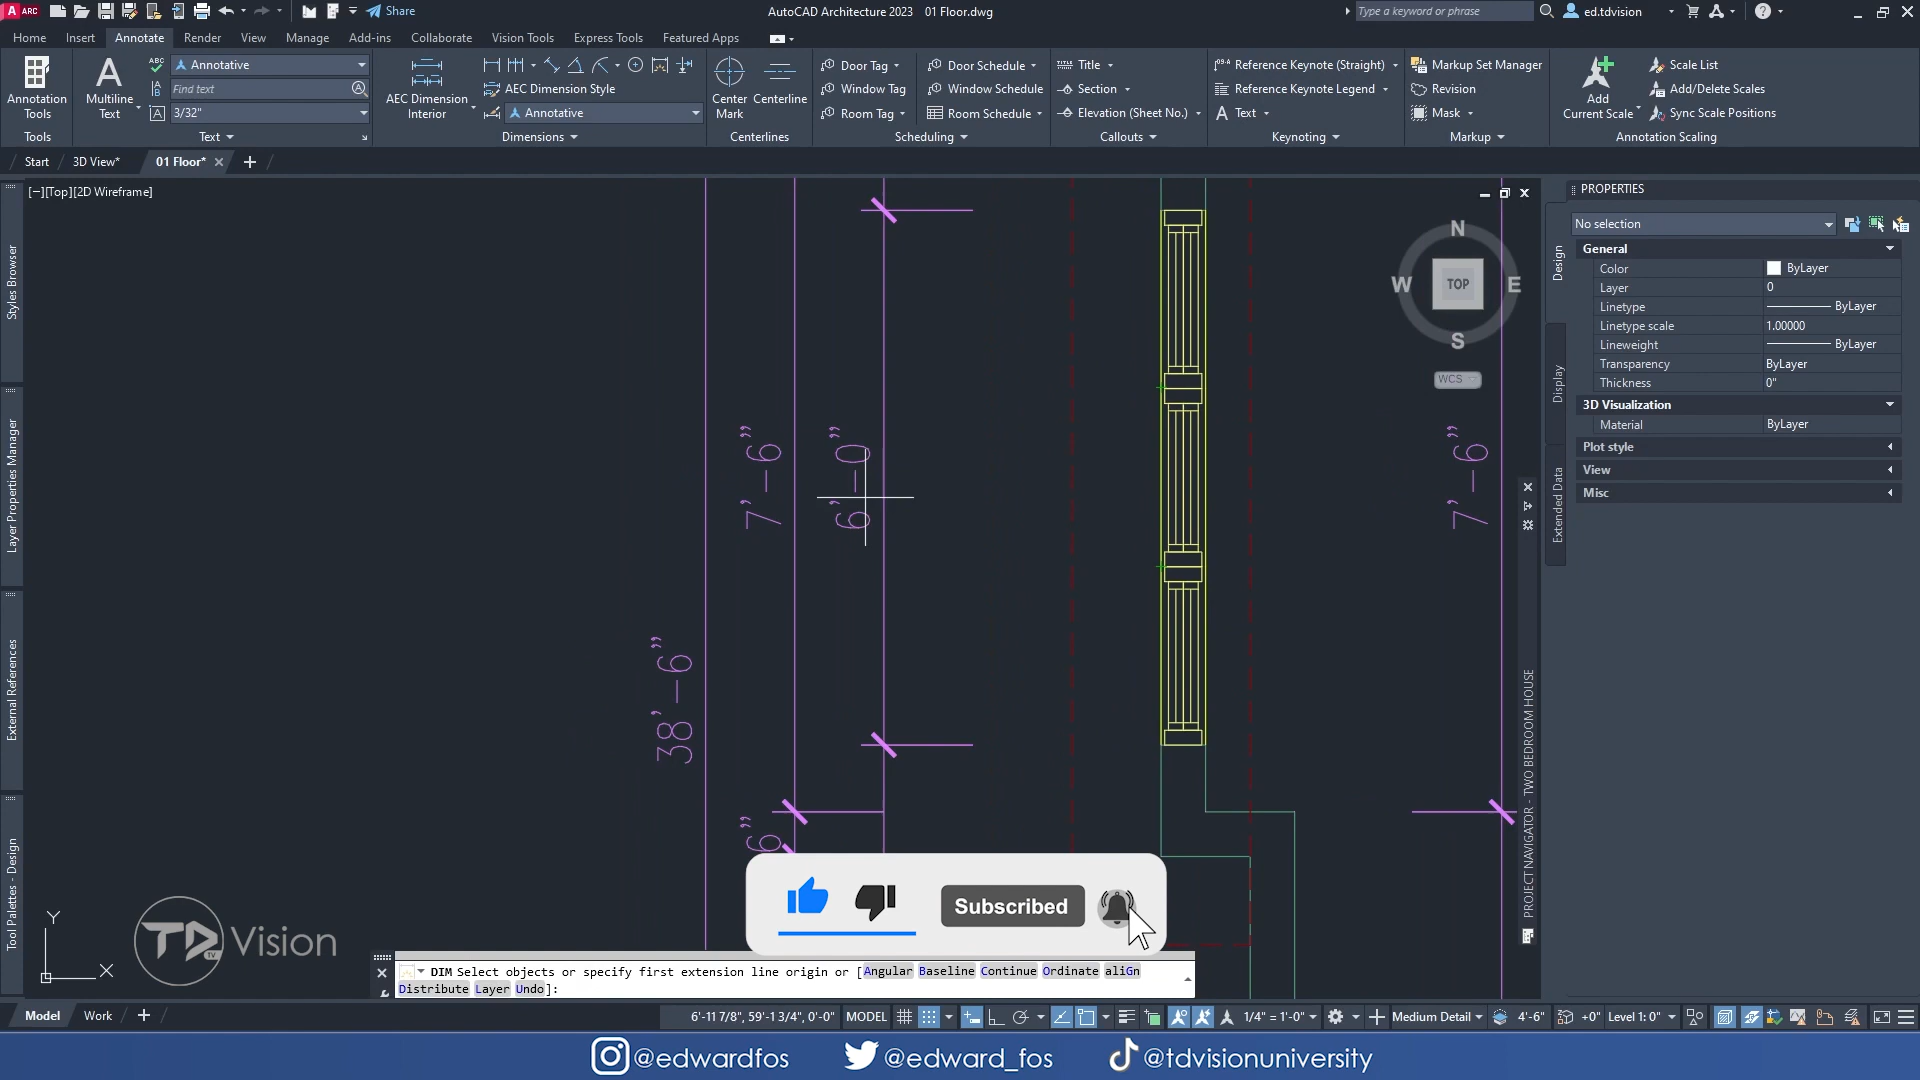 ARC
Share
AutoCAD Architecture 2023 01 Floor.dwg
Type a keyword or phrase
ed.tdvision
Home Insert Annotate Render View Manage Add-ins Collaborate Vision Tools Express Tools Featured Apps
Annotation
Tools
Tools
Multiline
Text
ABC
Annotative
Find text
3/32"
Text
AEC Dimension
Interior
AEC Dimension Style
Annotative
Dimensions
Center
Mark
Centerline
Centerlines
Door Tag
Window Tag
Room Tag
Door Schedule
Window Schedule
Room Schedule
Scheduling
Title
Section
Elevation (Sheet No.)
Callouts
Reference Keynote (Straight)
Reference Keynote Legend
Text
Keynoting
Markup Set Manager
Revision
Mask
Markup
Add
Current Scale
Scale List
Add/Delete Scales
Sync Scale Positions
Annotation Scaling
Start 3D View* 01 Floor*
[−][Top][2D Wireframe]
Styles Browser
Layer Properties Manager
External References
Tool Palettes - Design
7'-6"
6'-0"
38'-6"
6"
7'-6"
N
W TOP E
S
WCS
PROJECT NAVIGATOR - TWO BEDROOM HOUSE
PROPERTIES
No selection
Design
Display
Extended Data
General
Color ByLayer
Layer 0
Linetype ByLayer
Linetype scale 1.00000
Lineweight ByLayer
Transparency ByLayer
Thickness 0"
3D Visualization
Material ByLayer
Plot style
View
Misc
Subscribed
TD TV Vision
Y
X
DIM Select objects or specify first extension line origin or [Angular Baseline Continue Ordinate aliGn
Distribute Layer Undo]:
Model Work
6'-11 7/8", 59'-1 3/4", 0'-0" MODEL 1/4" = 1'-0" Medium Detail 4'-6" +0" Level 1: 0"
@edwardfos @edward_fos @tdvisionuniversity